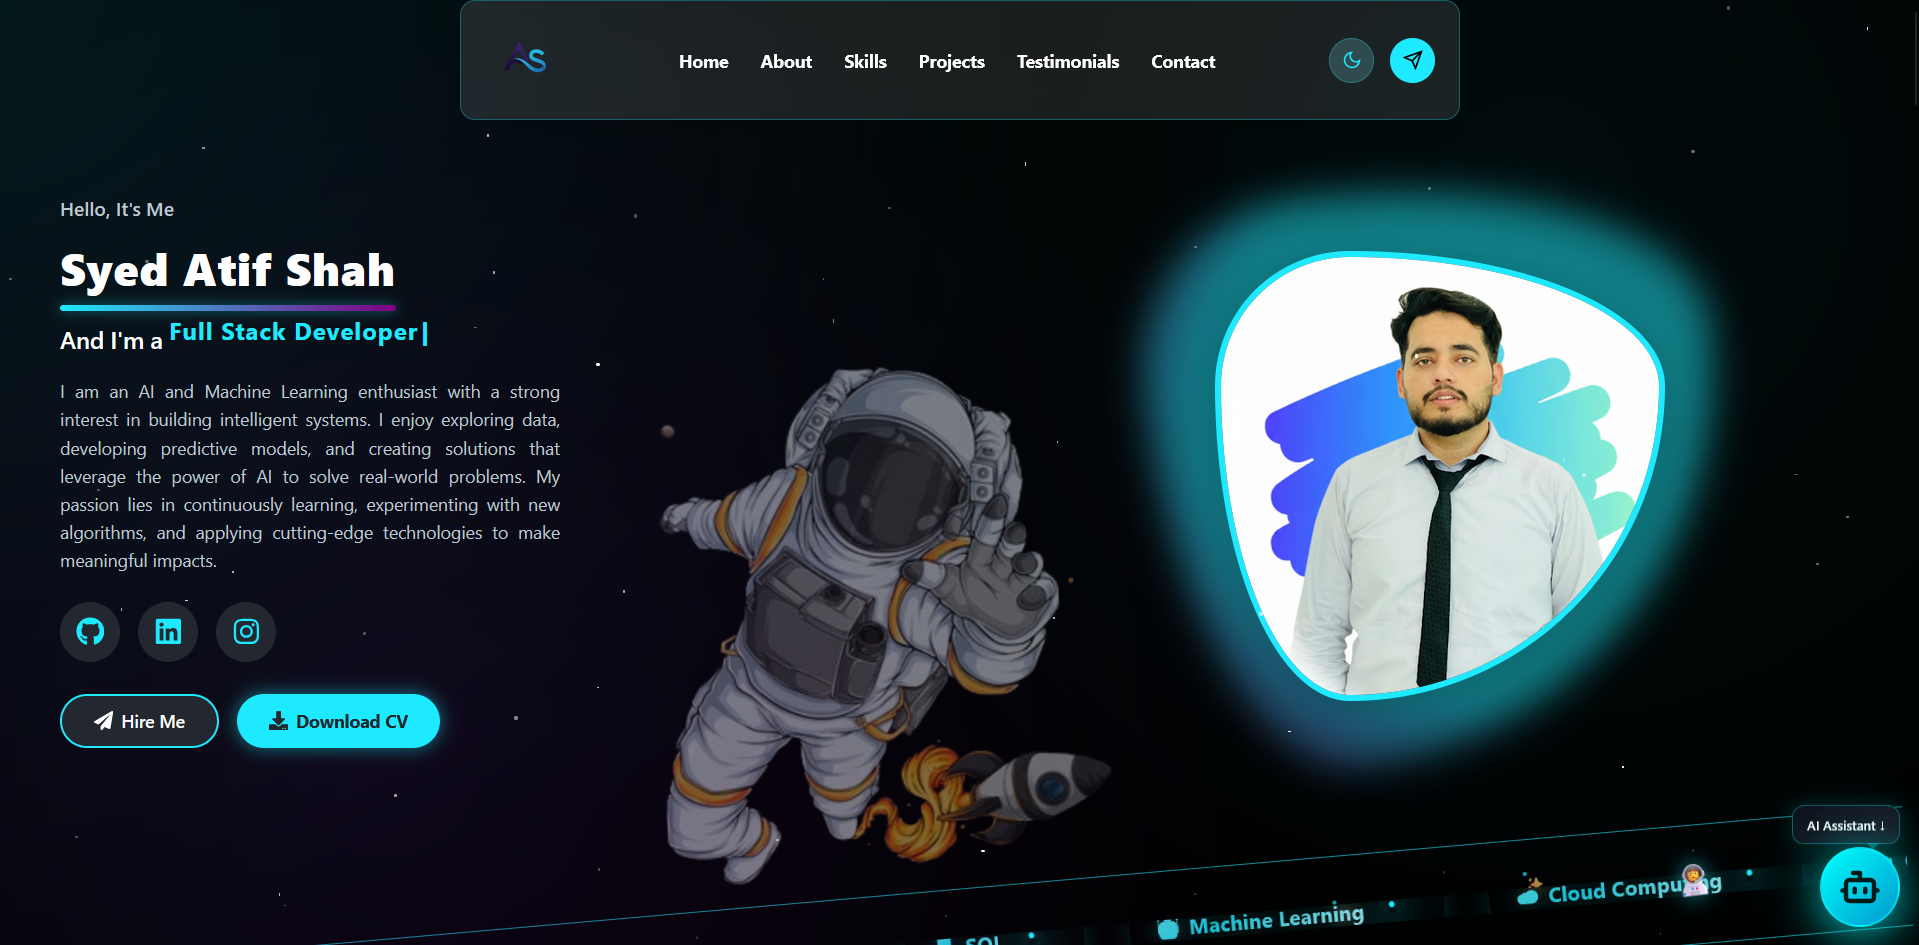 AS
Home About Skills Projects Testimonials Contact
Hello, It's Me
Syed Atif Shah
And I'm a Full Stack Developer|
I am an AI and Machine Learning enthusiast with a strong
interest in building intelligent systems. I enjoy exploring data,
developing predictive models, and creating solutions that
leverage the power of AI to solve real-world problems. My
passion lies in continuously learning, experimenting with new
algorithms, and applying cutting-edge technologies to make
meaningful impacts.
Hire Me
Download CV
AI Assistant ↓
SQL
Machine Learning
Cloud Computing